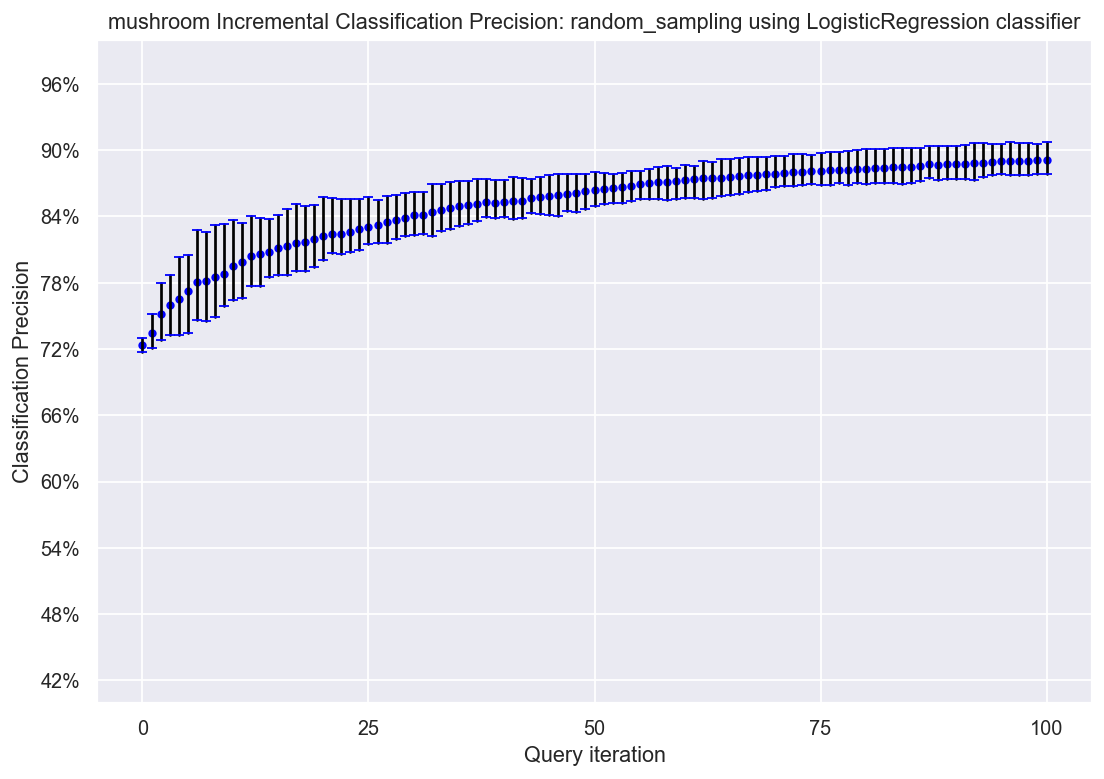 mushroom Incremental Classification Precision: random_sampling using LogisticRegression classifier
96%
90%
84%
78%
72%
66%
60%
54%
48%
42%
Classification Precision
0 25 50 75 100
Query iteration